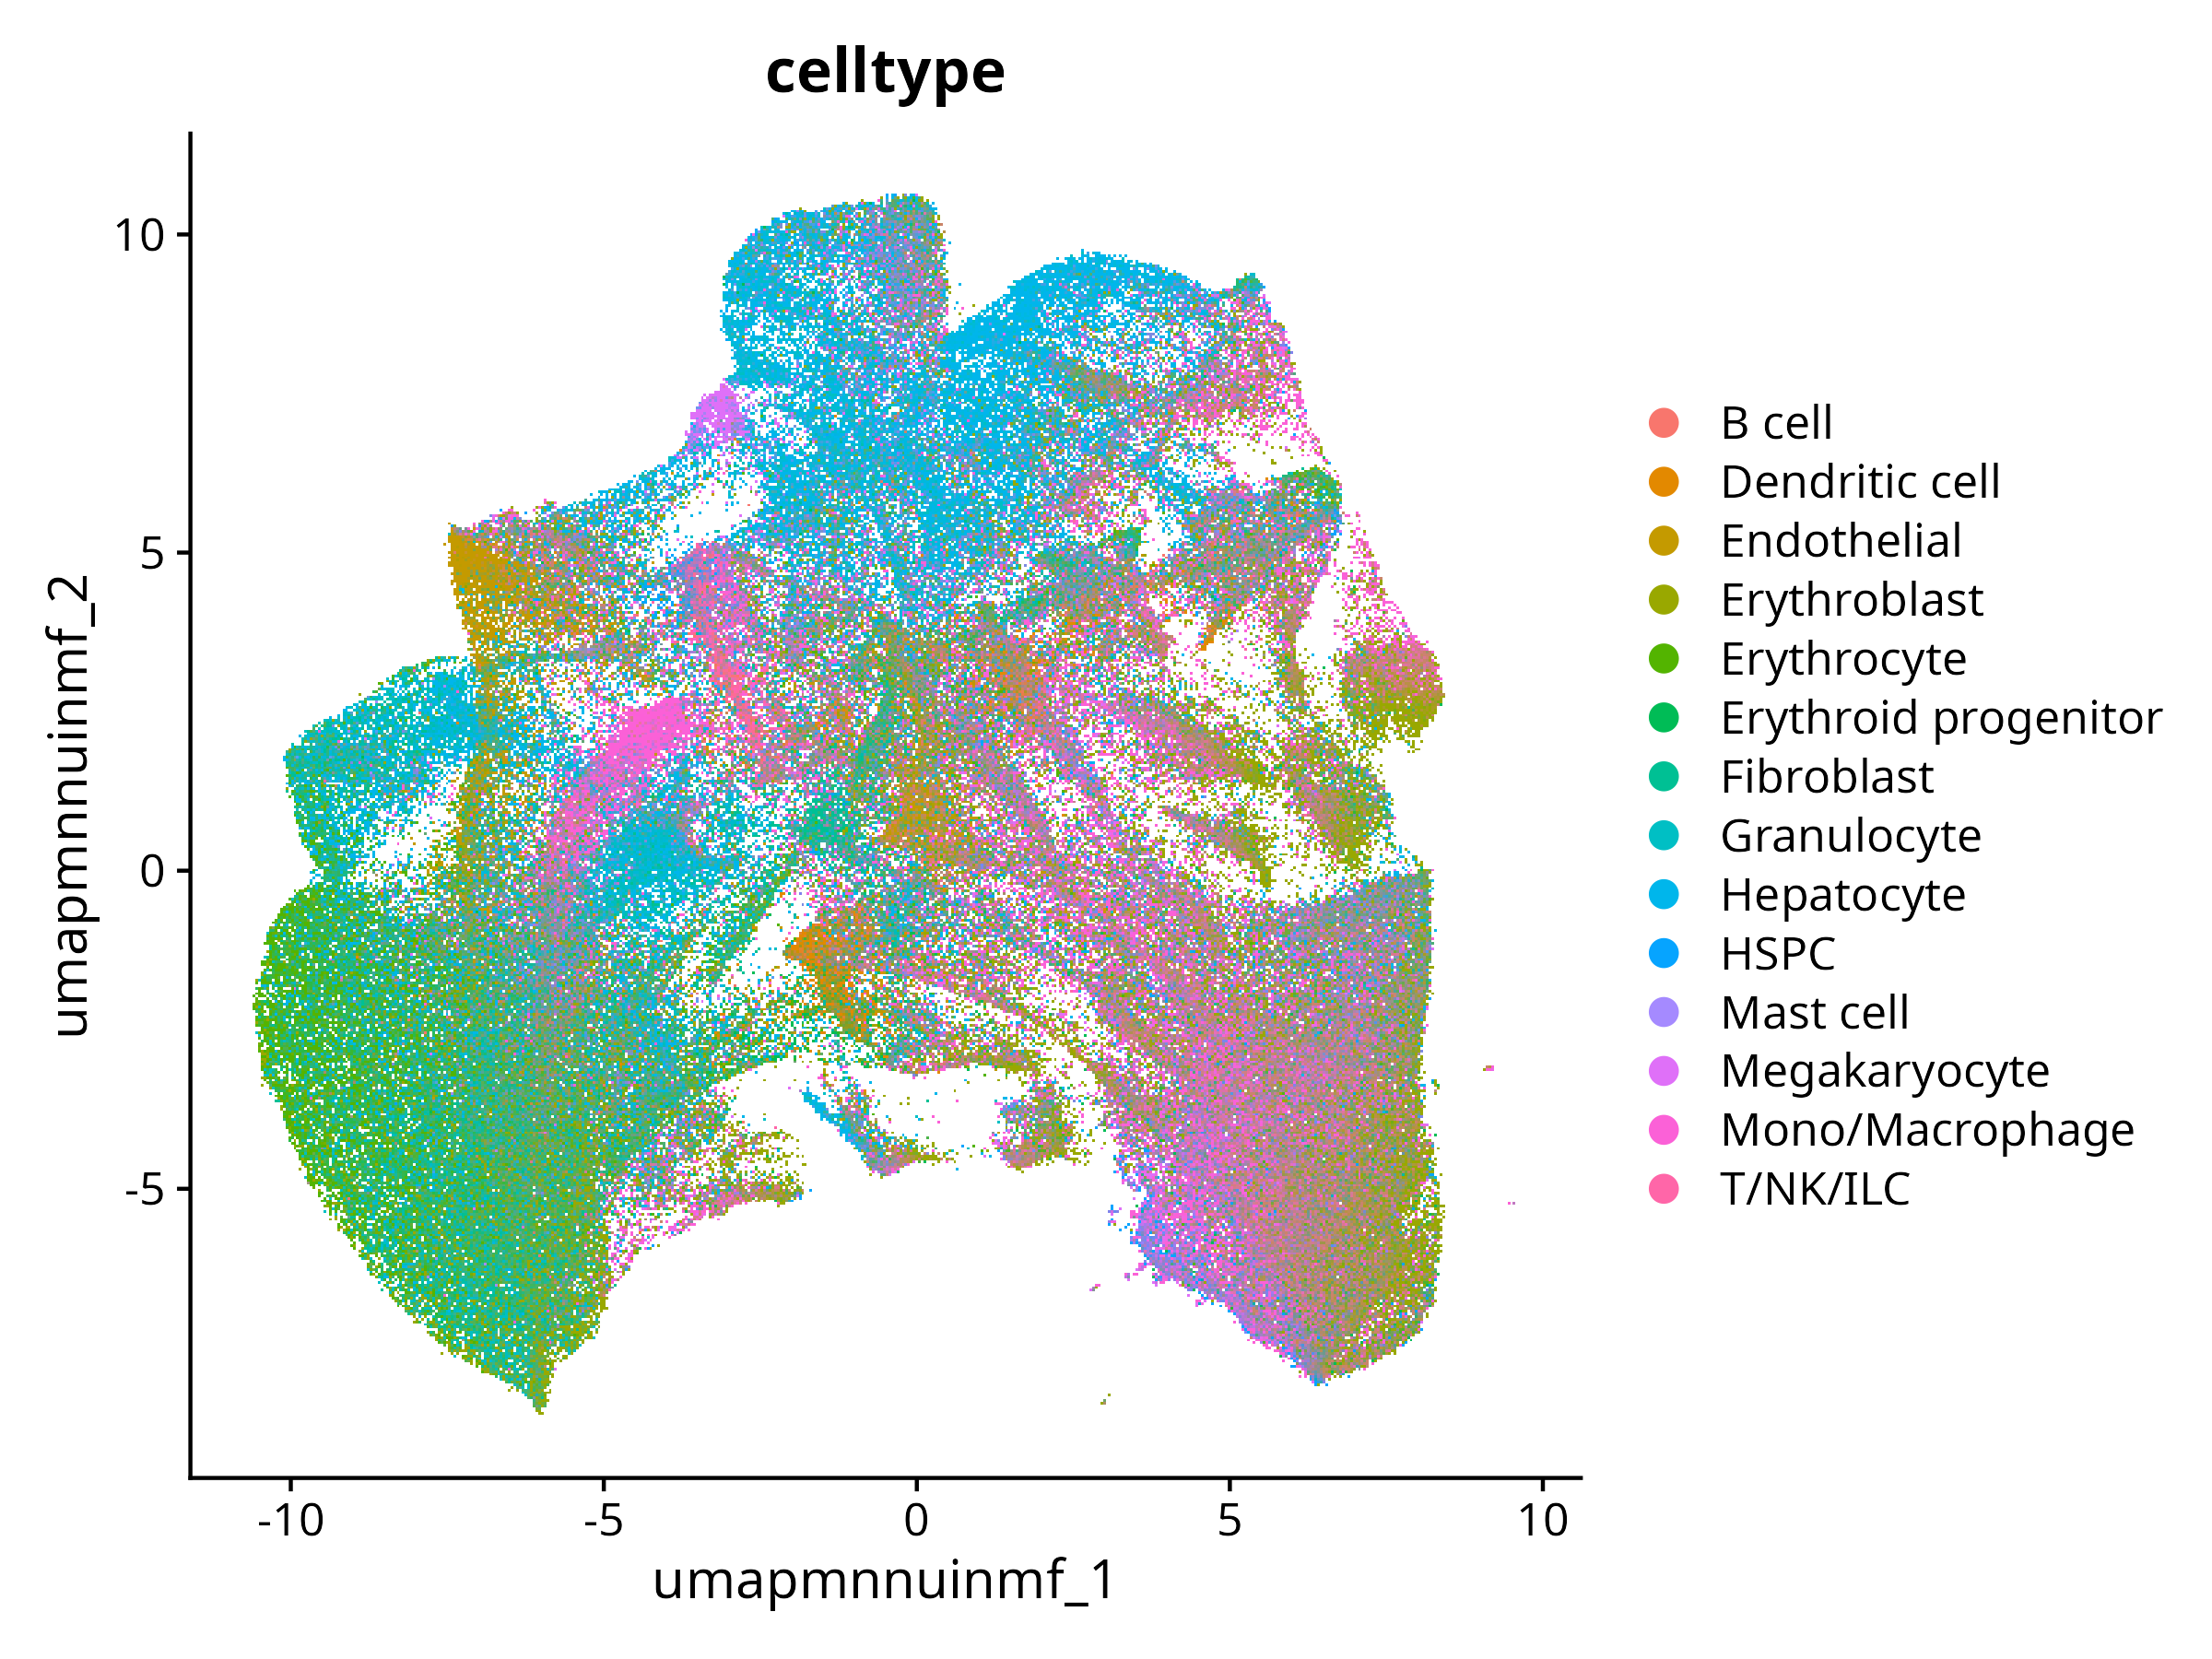 celltype
umapmnnuinmf_2
10
5
0
-5
-10
-5
0
5
10
umapmnnuinmf_1
B cell
Dendritic cell
Endothelial
Erythroblast
Erythrocyte
Erythroid progenitor
Fibroblast
Granulocyte
Hepatocyte
HSPC
Mast cell
Megakaryocyte
Mono/Macrophage
T/NK/ILC